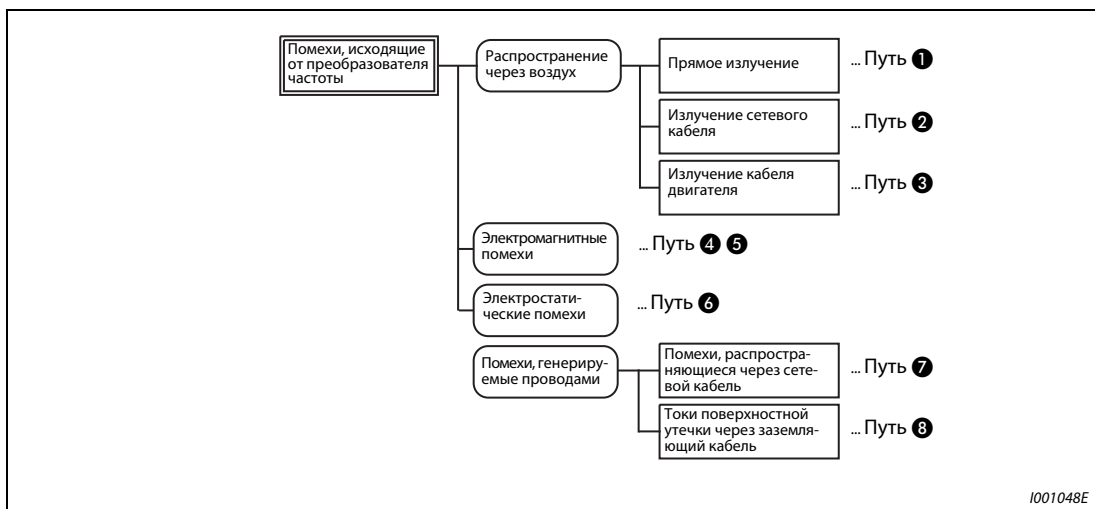 Помехи, исходящие
от преобразователя
частоты
Распространение
через воздух
Прямое излучение
... Путь ❶
Излучение сетевого
кабеля
... Путь ❷
Излучение кабеля
двигателя
... Путь ❸
Электромагнитные
помехи
... Путь ❹ ❺
Электростати-
ческие помехи
... Путь ❻
Помехи, генериру-
емые проводами
Помехи, распростра-
няющиеся через сете-
вой кабель
... Путь ❼
Токи поверхностной
утечки через заземля-
ющий кабель
... Путь ❽
I001048E